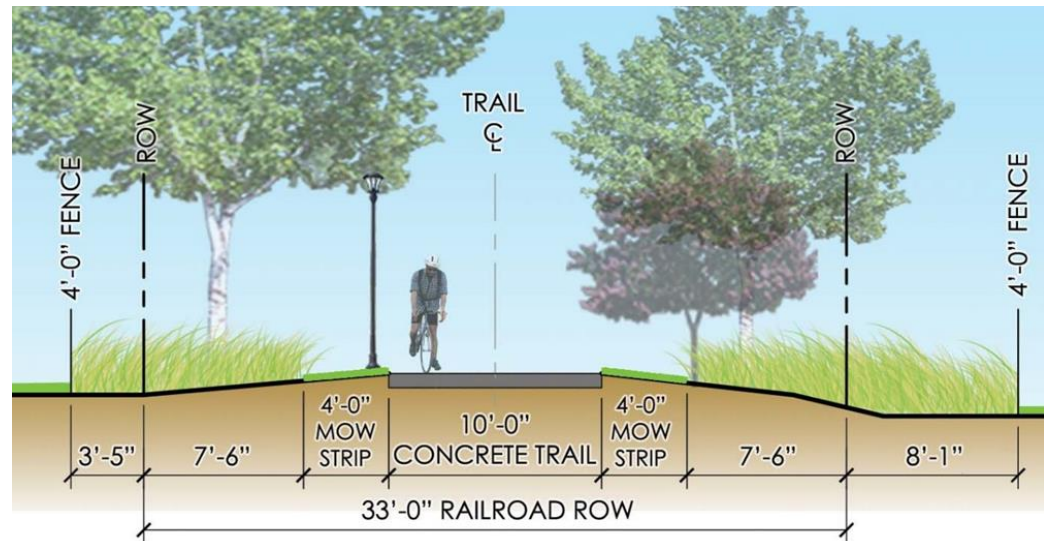 TRAIL
℄
ROW
ROW
4’-0” FENCE
4’-0” FENCE
3’-5”
7’-6”
4’-0”
MOW
STRIP
10’-0”
CONCRETE TRAIL
4’-0”
MOW
STRIP
7’-6”
8’-1”
33’-0” RAILROAD ROW